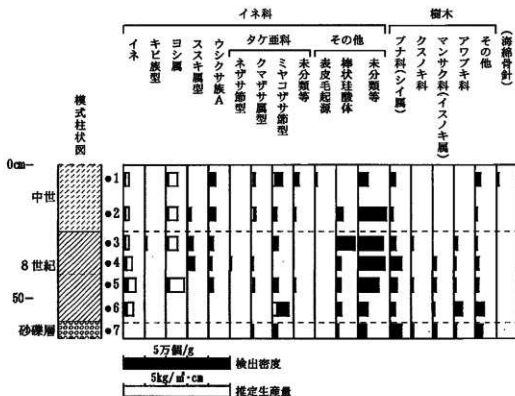 イネ科
樹木
タケ亜科
その他
イネ
キビ族型
ヨシ属
ススキ属型
ウシクサ族A
ネザサ節型
クマザサ属型
ミヤコザサ節型
未分類等
表皮毛起源
棒状珪酸体
未分類等
ブナ科(シイ属)
クスノキ科
マンサク科(イスノキ属)
アワブキ科
その他
(海綿骨針)
模式柱状図
0cm
中世
8世紀
50
砂礫層
●1
●2
●3
●4
●5
●6
●7
5万個/g
検出密度
5kg/㎡・cm
推定生産量